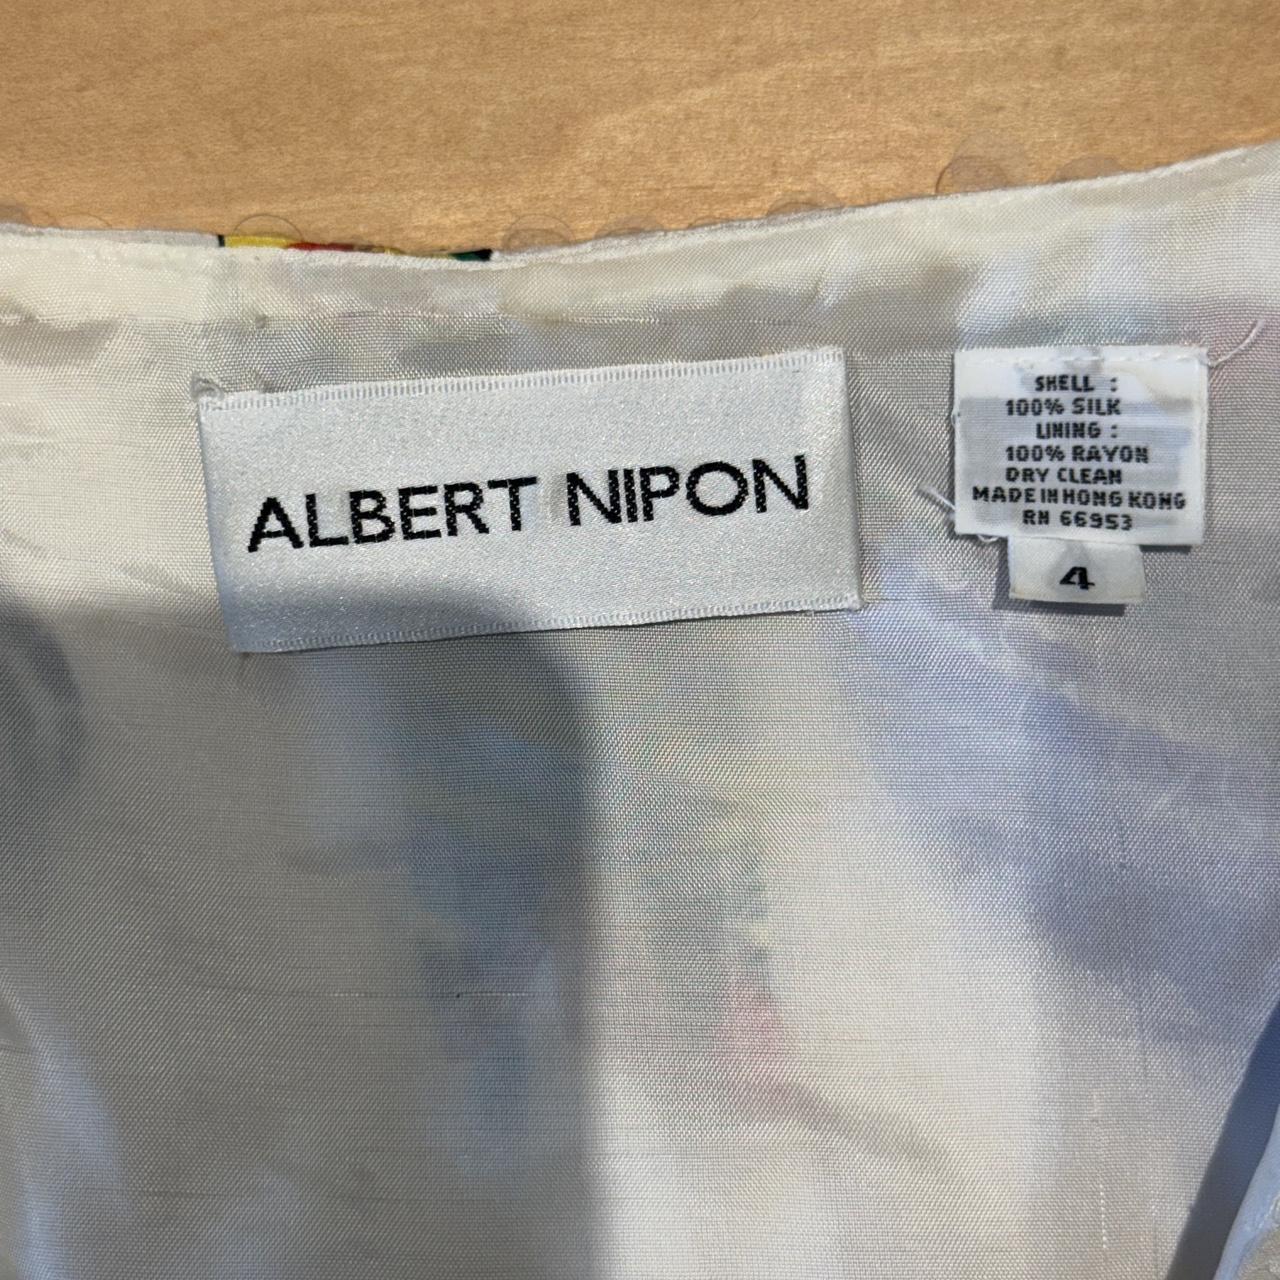 ALBERT NIPON
SHELL :
100% SILK
LINING :
100% RAYON
DRY CLEAN
MADE IN HONG KONG
RN 66953
4